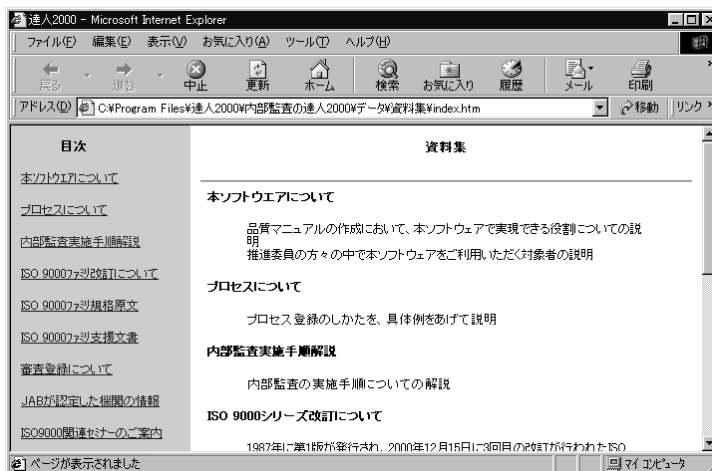 達人2000 - Microsoft Internet Explorer
ファイル(F) 編集(E) 表示(V) お気に入り(A) ツール(T) ヘルプ(H)
戻る 進む 中止 更新 ホーム 検索 お気に入り 履歴 メール 印刷
アドレス(D) C:¥Program Files¥達人2000¥内部監査の達人2000¥データ¥資料集¥index.htm 移動 リンク
目次
本ソフトウエアについて
プロセスについて
内部監査実施手順解説
ISO 9000ファミリ改訂について
ISO 9000ファミリ規格原文
ISO 9000ファミリ支援文書
審査登録について
JABが認定した機関の情報
ISO9000関連セミナーのご案内
資料集
本ソフトウエアについて
品質マニュアルの作成において、本ソフトウェアで実現できる役割についての説
明
推進委員の方々の中で本ソフトウェアをご利用いただく対象者の説明
プロセスについて
プロセス登録のしかたを、具体例をあげて説明
内部監査実施手順解説
内部監査の実施手順についての解説
ISO 9000シリーズ改訂について
1987年に第1版が発行され、2000年12月15日に3回目の改訂が行われたISO
ページが表示されました マイ コンピュータ